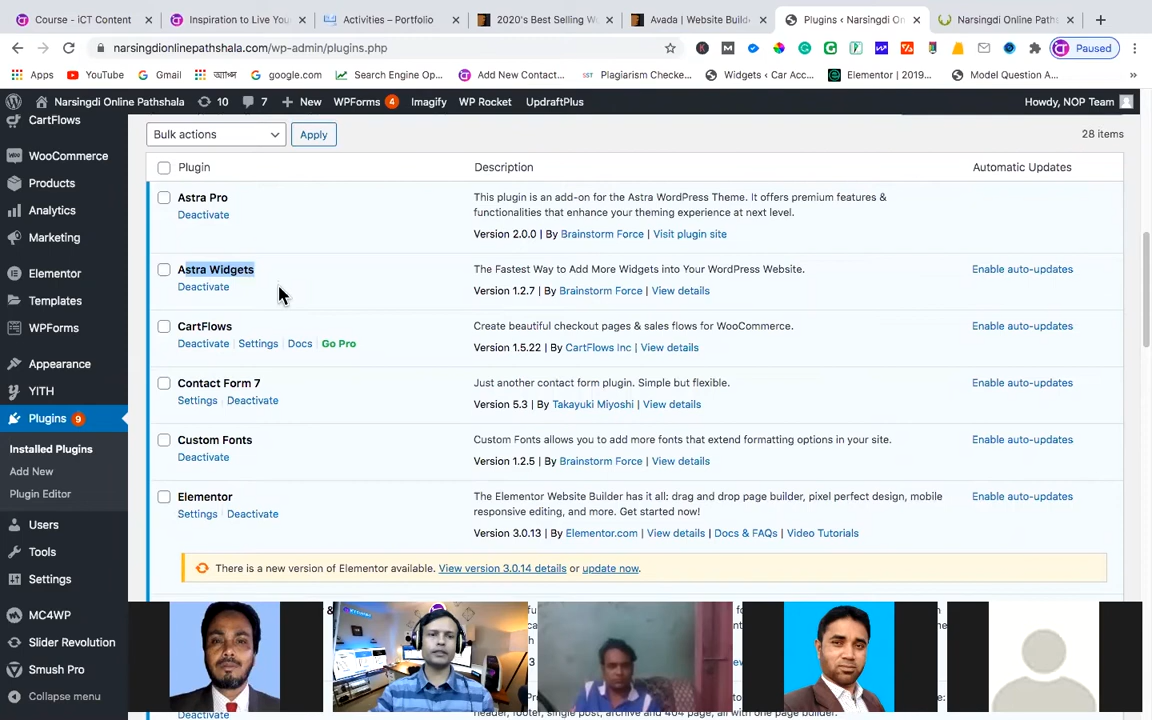 Course - iCT Content
Inspiration to Live You
Activities – Portfolio
2020's Best Selling W
Avada | Website Build
Plugins < Narsingdi On
Narsingdi Online Path
narsingdionlinepathshala.com/wp-admin/plugins.php
Paused
Apps
YouTube
Gmail
google.com
Search Engine Op...
Add New Contact...
Plagiarism Checke...
Widgets ‹ Car Acc...
Elementor | 2019...
Model Question A...
Narsingdi Online Pathshala
10
7
New
WPForms 4
Imagify
WP Rocket
UpdraftPlus
Howdy, NOP Team
CartFlows
WooCommerce
Products
Analytics
Marketing
Elementor
Templates
WPForms
Appearance
YITH
Plugins 9
Installed Plugins
Add New
Plugin Editor
Users
Tools
Settings
MC4WP
Slider Revolution
Smush Pro
Collapse menu
Bulk actions
Apply
28 items
Plugin
Description
Automatic Updates
Astra Pro
Deactivate
This plugin is an add-on for the Astra WordPress Theme. It offers premium features &
functionalities that enhance your theming experience at next level.
Version 2.0.0 | By Brainstorm Force | Visit plugin site
Astra Widgets
Deactivate
The Fastest Way to Add More Widgets into Your WordPress Website.
Version 1.2.7 | By Brainstorm Force | View details
Enable auto-updates
CartFlows
Deactivate | Settings | Docs | Go Pro
Create beautiful checkout pages & sales flows for WooCommerce.
Version 1.5.22 | By CartFlows Inc | View details
Enable auto-updates
Contact Form 7
Settings | Deactivate
Just another contact form plugin. Simple but flexible.
Version 5.3 | By Takayuki Miyoshi | View details
Enable auto-updates
Custom Fonts
Deactivate
Custom Fonts allows you to add more fonts that extend formatting options in your site.
Version 1.2.5 | By Brainstorm Force | View details
Enable auto-updates
Elementor
Settings | Deactivate
The Elementor Website Builder has it all: drag and drop page builder, pixel perfect design, mobile
responsive editing, and more. Get started now!
Version 3.0.13 | By Elementor.com | View details | Docs & FAQs | Video Tutorials
Enable auto-updates
There is a new version of Elementor available. View version 3.0.14 details or update now.
Deactivate
header, footer, single post, archive and 404 page, all with one page builder.